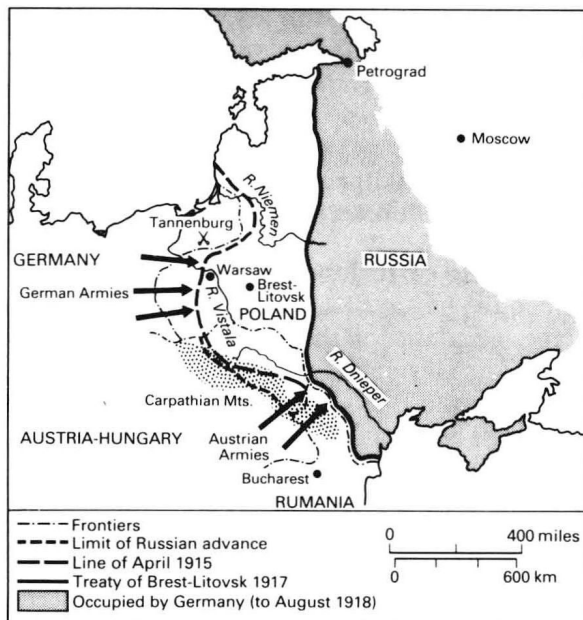 Petrograd
Moscow
R. Niemen
Tannenburg
GERMANY
RUSSIA
Warsaw
German Armies
Brest-
Litovsk
POLAND
R. Vistala
R. Dnieper
Carpathian Mts.
AUSTRIA-HUNGARY
Austrian
Armies
Bucharest
RUMANIA
Frontiers
Limit of Russian advance
Line of April 1915
Treaty of Brest-Litovsk 1917
Occupied by Germany (to August 1918)
0 400 miles
0 600 km